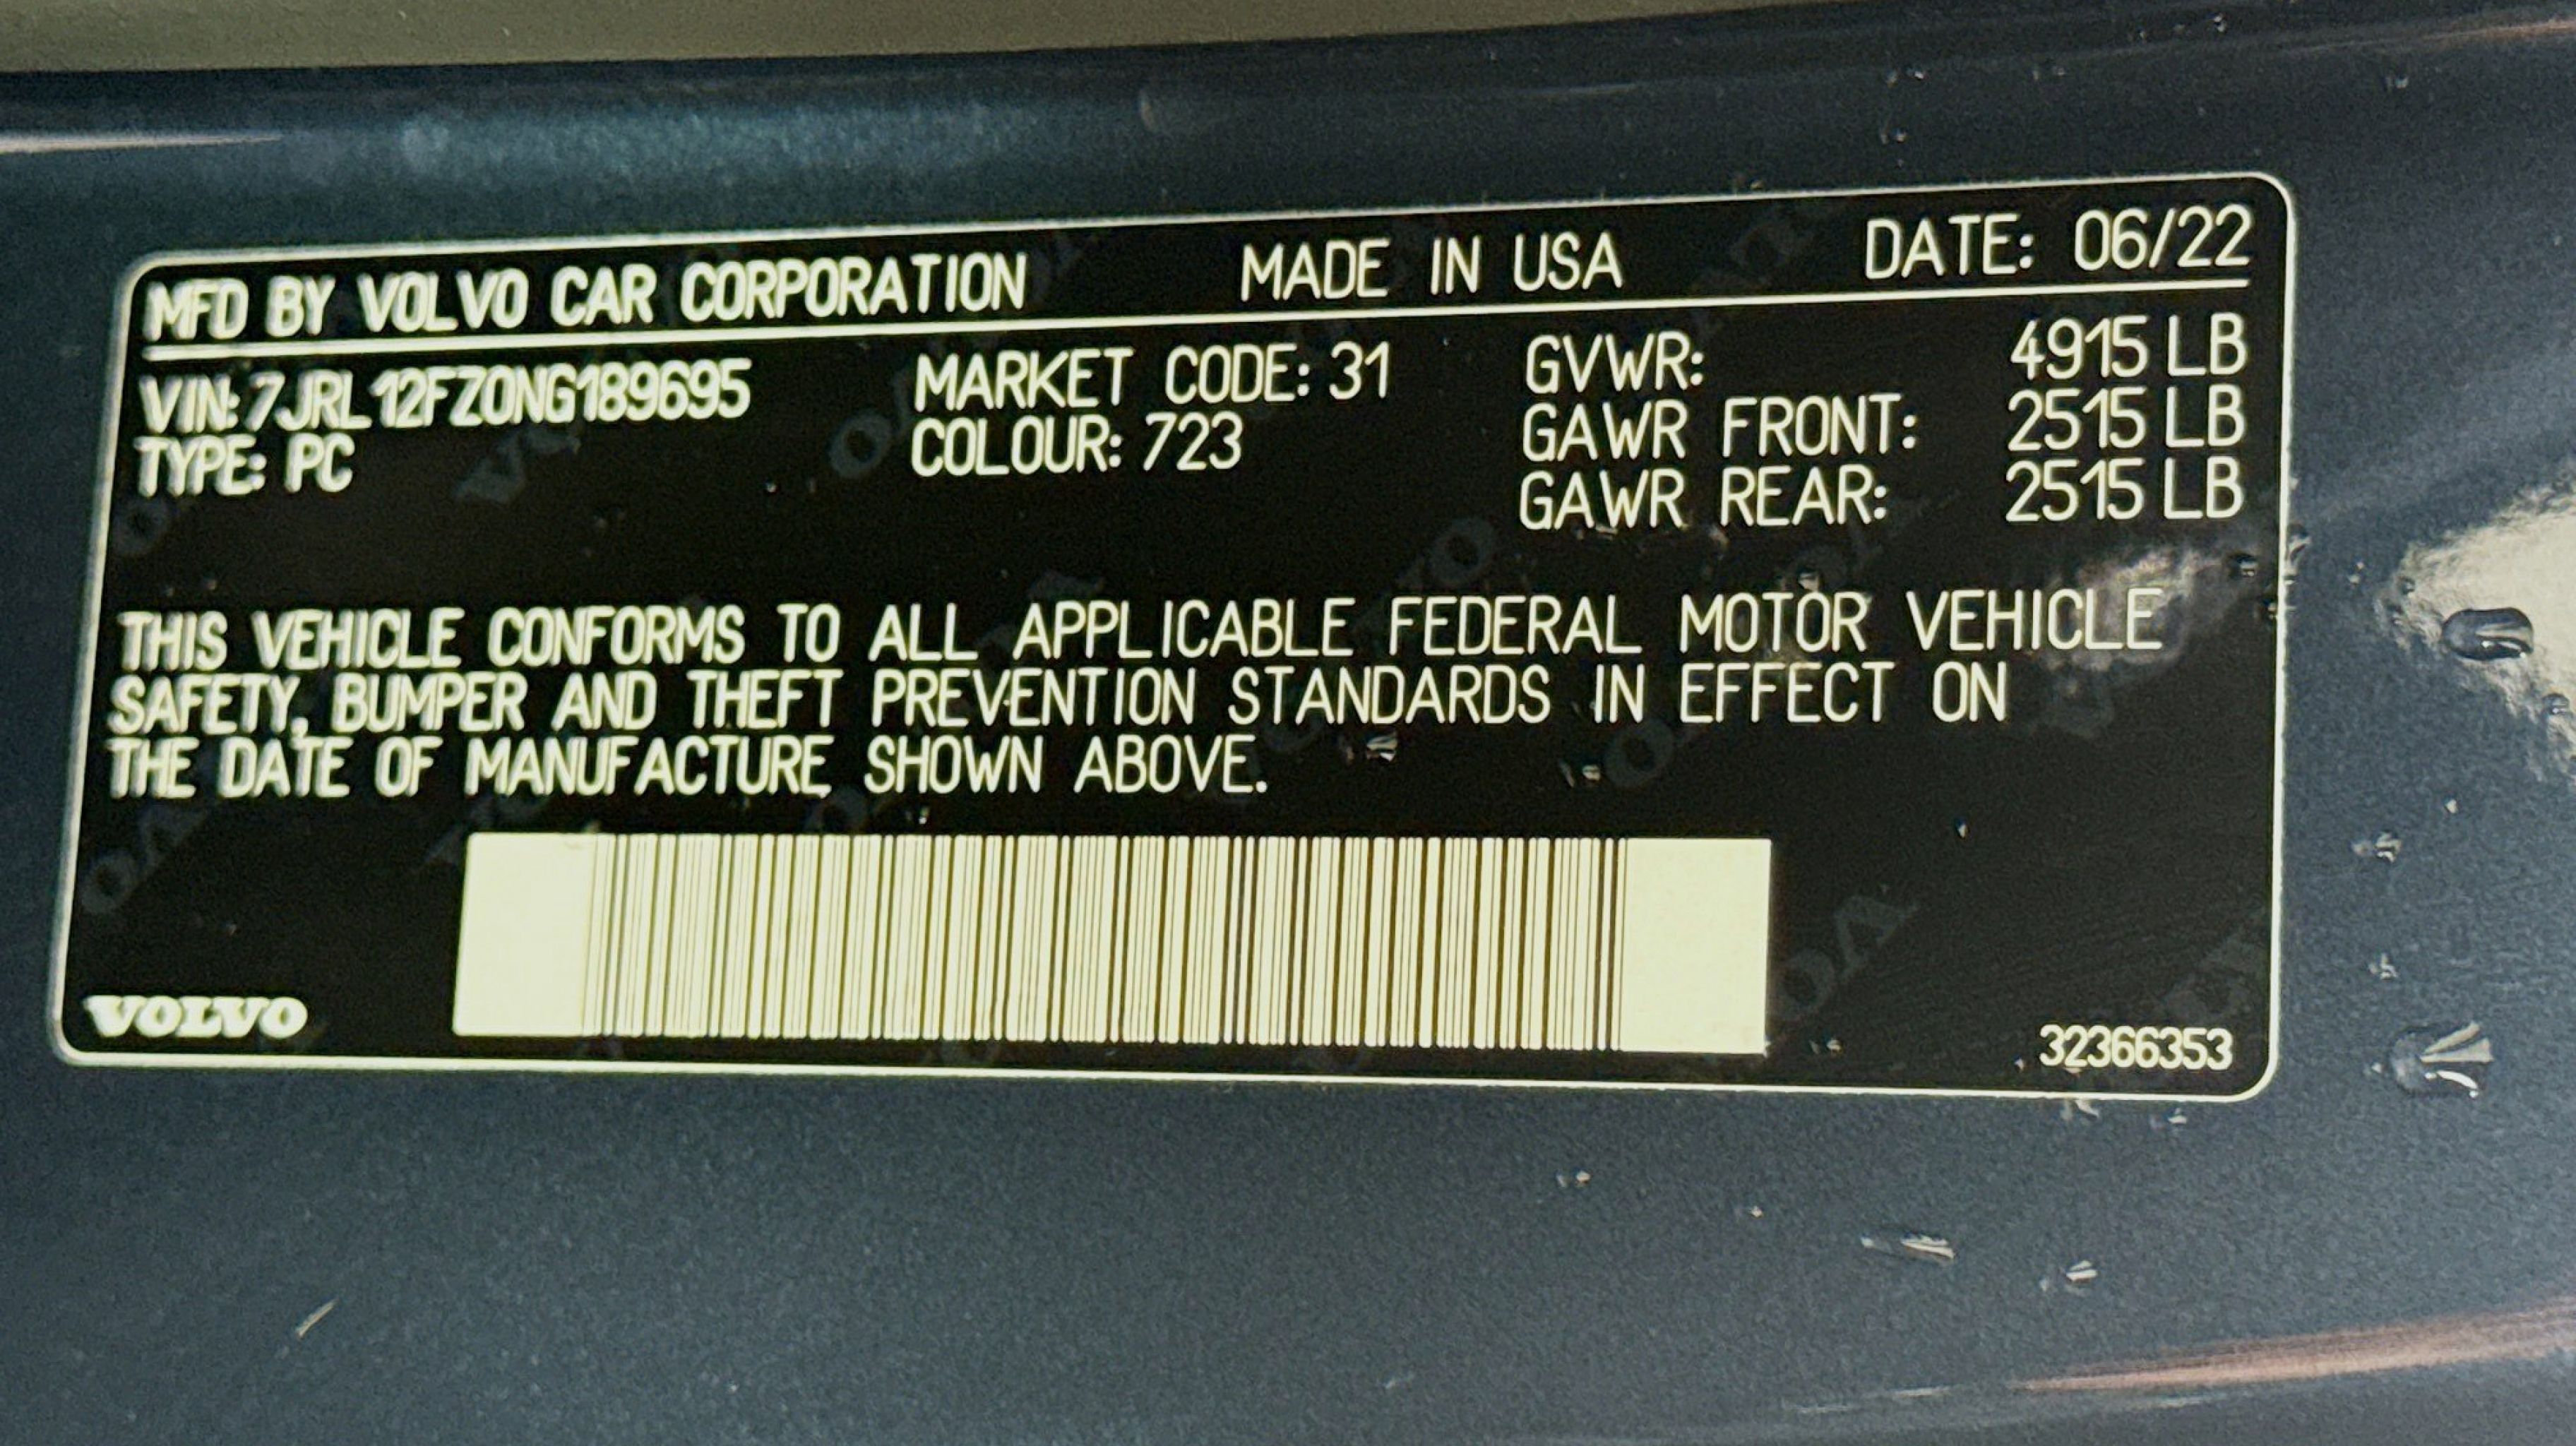 MFD BY VOLVO CAR CORPORATION MADE IN USA DATE: 06/22
VIN: 7JRL12FZ0NG189695 MARKET CODE: 31 GVWR: 4915 LB
TYPE: PC COLOUR: 723 GAWR FRONT: 2515 LB
GAWR REAR: 2515 LB
THIS VEHICLE CONFORMS TO ALL APPLICABLE FEDERAL MOTOR VEHICLE
SAFETY, BUMPER AND THEFT PREVENTION STANDARDS IN EFFECT ON
THE DATE OF MANUFACTURE SHOWN ABOVE.
VOLVO 32366353